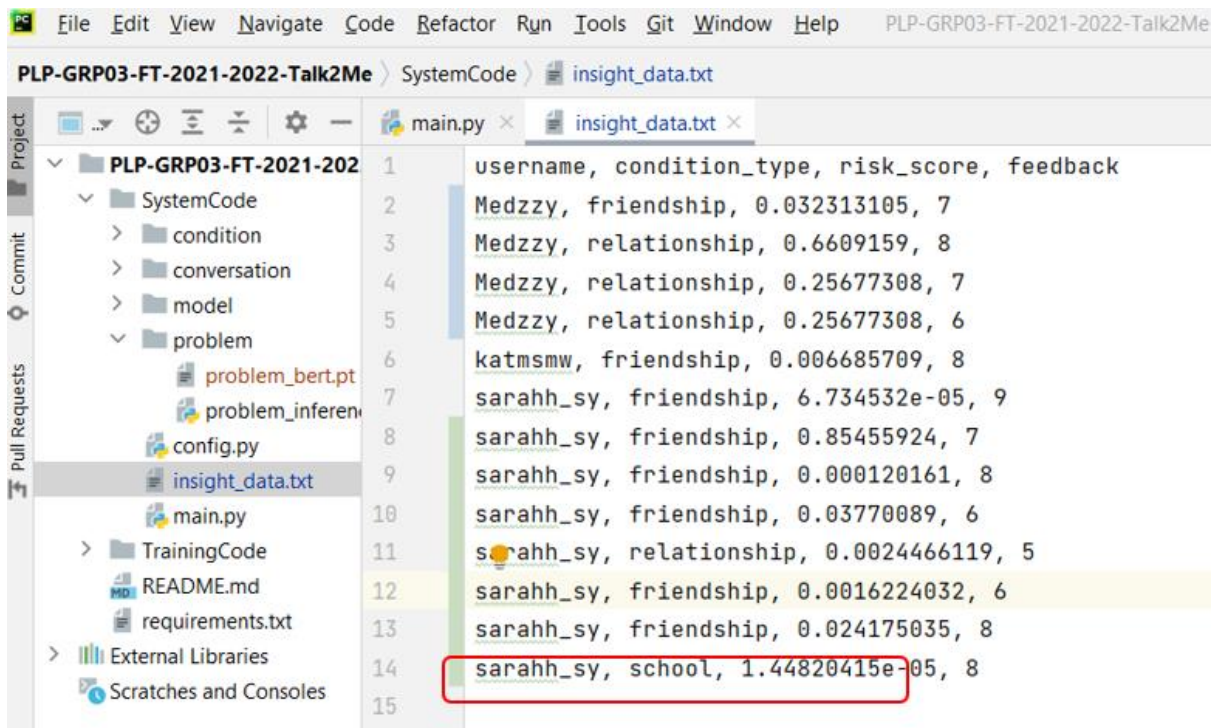 File Edit View Navigate Code Refactor Run Tools Git Window Help PLP-GRP03-FT-2021-2022-Talk2Me
PLP-GRP03-FT-2021-2022-Talk2Me SystemCode insight_data.txt
Project
Commit
Pull Requests
main.py insight_data.txt
PLP-GRP03-FT-2021-202
SystemCode
condition
conversation
model
problem
problem_bert.pt
problem_inferen
config.py
insight_data.txt
main.py
TrainingCode
README.md
requirements.txt
External Libraries
Scratches and Consoles
1 username, condition_type, risk_score, feedback
2 Medzzy, friendship, 0.032313105, 7
3 Medzzy, relationship, 0.6609159, 8
4 Medzzy, relationship, 0.25677308, 7
5 Medzzy, relationship, 0.25677308, 6
6 katmsmw, friendship, 0.006685709, 8
7 sarahh_sy, friendship, 6.734532e-05, 9
8 sarahh_sy, friendship, 0.85455924, 7
9 sarahh_sy, friendship, 0.000120161, 8
10 sarahh_sy, friendship, 0.03770089, 6
11 sarahh_sy, relationship, 0.0024466119, 5
12 sarahh_sy, friendship, 0.0016224032, 6
13 sarahh_sy, friendship, 0.024175035, 8
14 sarahh_sy, school, 1.44820415e-05, 8
15